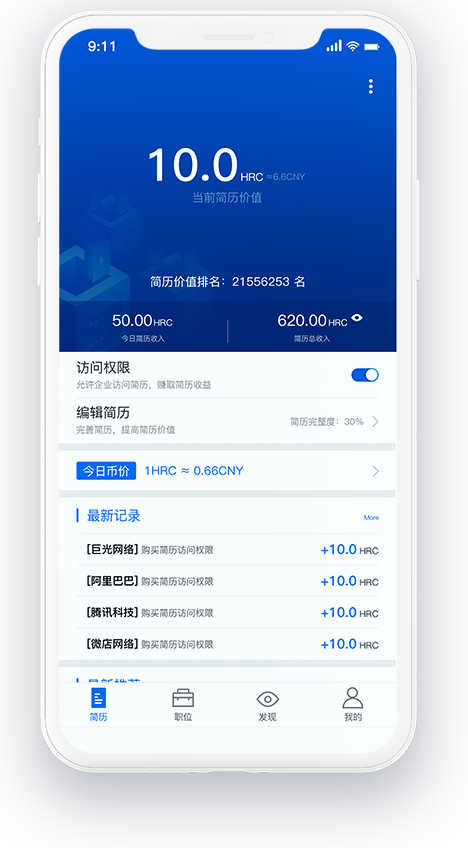 9:11
10.0 HRC ≈6.6CNY
当前简历价值
简历价值排名：21556253 名
50.00HRC
620.00HRC
今日简历收入
简历总收入
访问权限
允许企业访问简历，赚取简历收益
编辑简历
完善简历，提高简历价值
简历完整度：30%
今日币价 1HRC ≈ 0.66CNY
最新记录
More
[巨光网络] 购买简历访问权限 +10.0 HRC
[阿里巴巴] 购买简历访问权限 +10.0 HRC
[腾讯科技] 购买简历访问权限 +10.0 HRC
[微店网络] 购买简历访问权限 +10.0 HRC
最新推荐
简历
职位
发现
我的